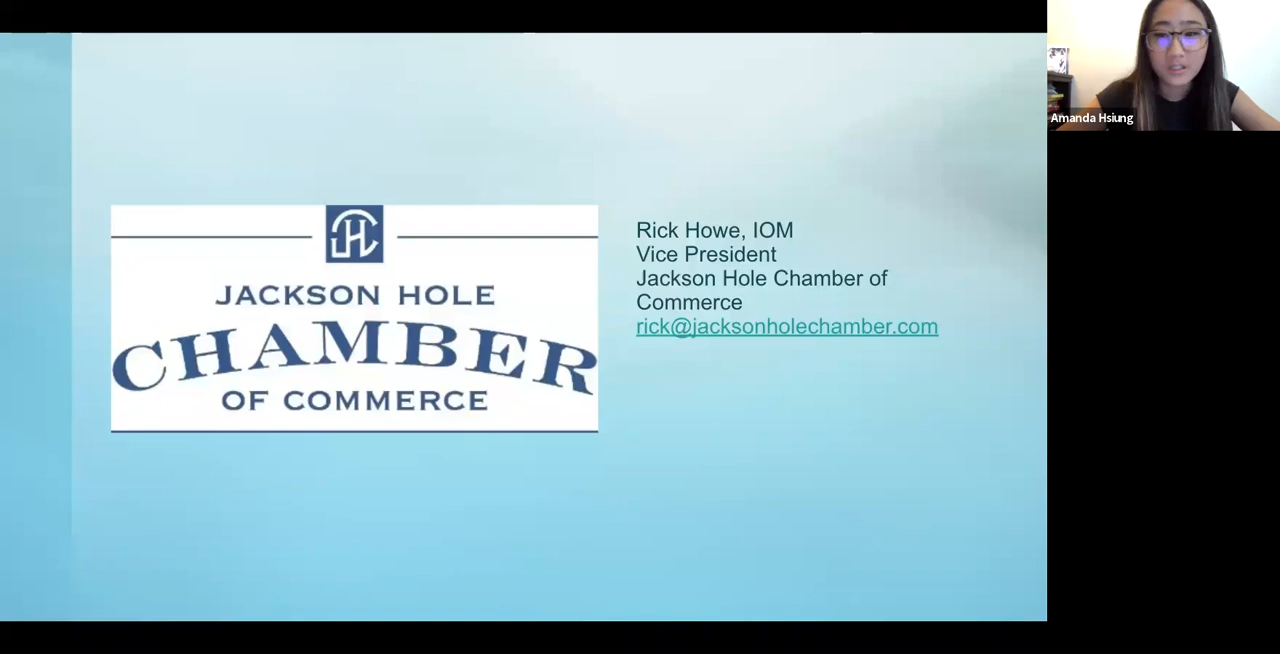 JACKSON HOLE
CHAMBER
OF COMMERCE
Rick Howe, IOM
Vice President
Jackson Hole Chamber of
Commerce
rick@jacksonholechamber.com
Amanda Hsiung